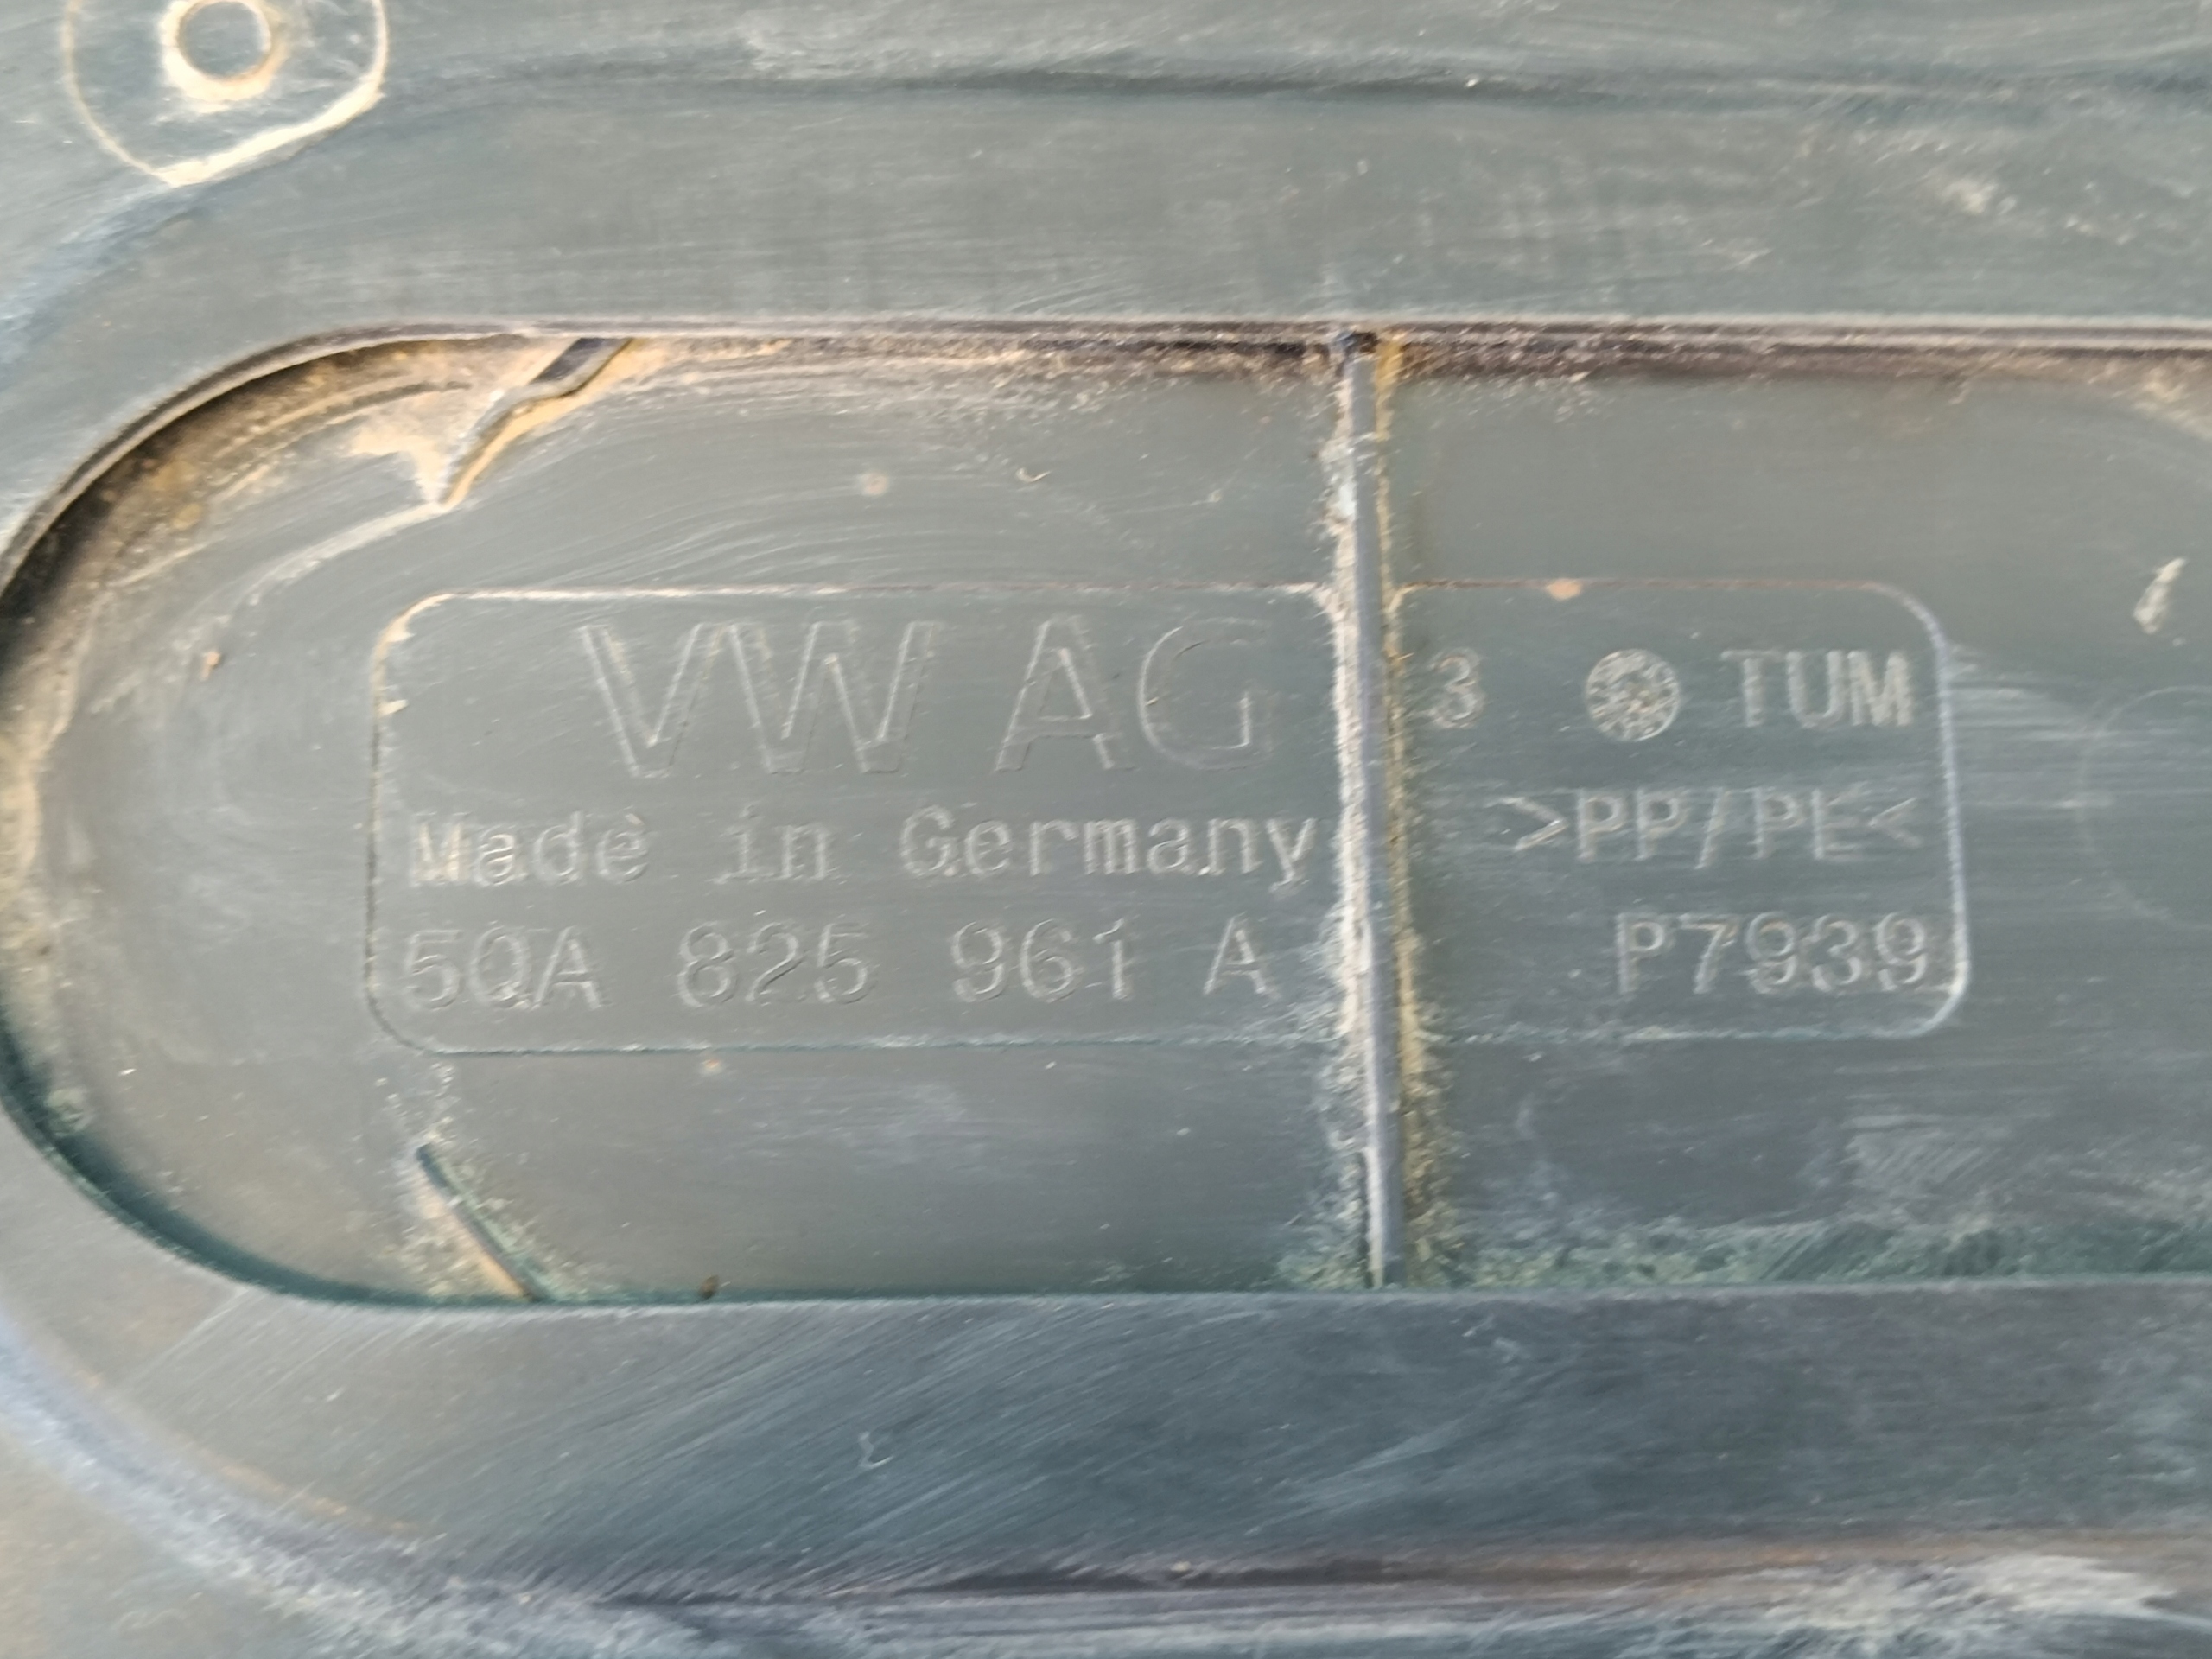 VW AG
Made in Germany
5QA 825 961 A
3 TUM
>PP/PE<
P7939